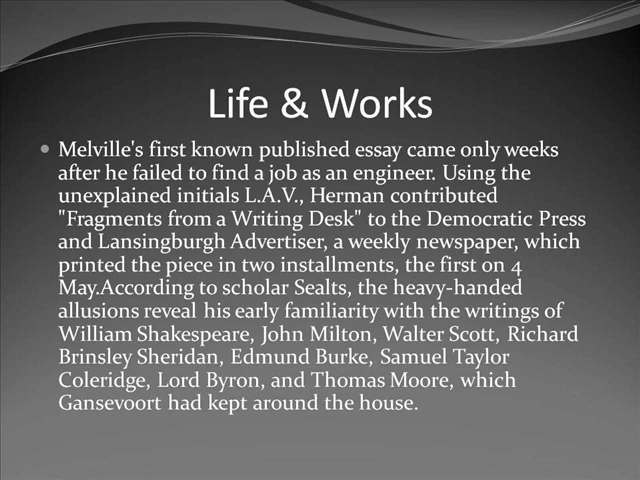 Life & Works
Melville's first known published essay came only weeks
after he failed to find a job as an engineer. Using the
unexplained initials L.A.V., Herman contributed
"Fragments from a Writing Desk" to the Democratic Press
and Lansingburgh Advertiser, a weekly newspaper, which
printed the piece in two installments, the first on 4
May.According to scholar Sealts, the heavy-handed
allusions reveal his early familiarity with the writings of
William Shakespeare, John Milton, Walter Scott, Richard
Brinsley Sheridan, Edmund Burke, Samuel Taylor
Coleridge, Lord Byron, and Thomas Moore, which
Gansevoort had kept around the house.